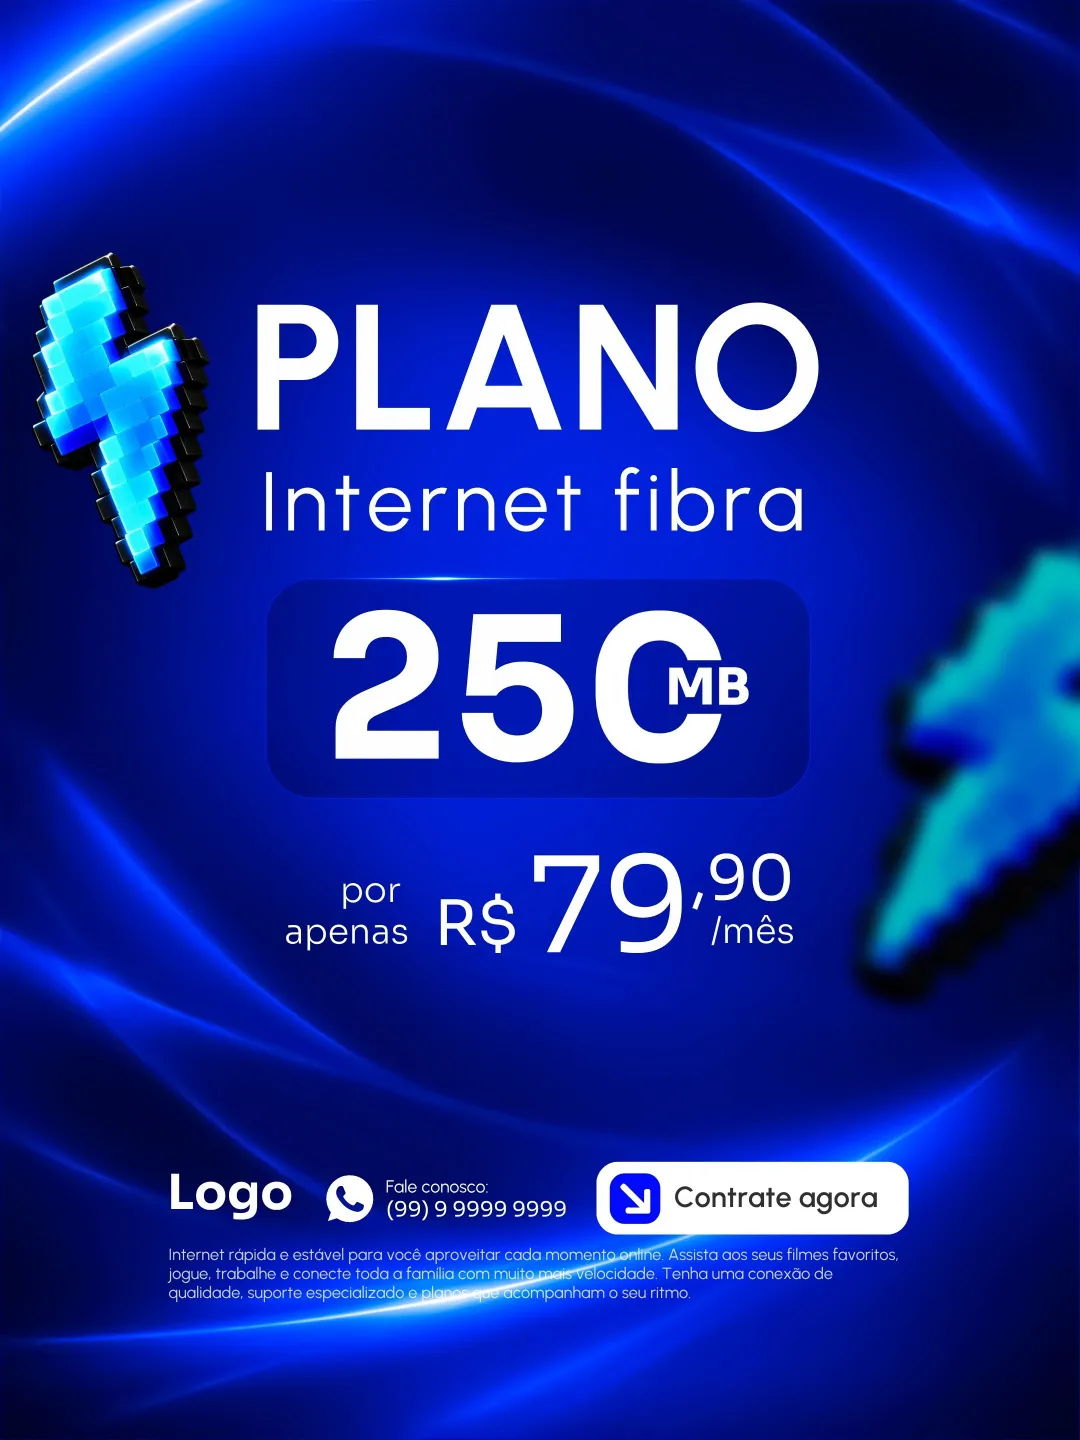 PLANO
Internet fibra
250 MB
por apenas R$ 79,90 /mês
Logo
Fale conosco:
(99) 9 9999 9999
Contrate agora
Internet rápida e estável para você aproveitar cada momento online. Assista aos seus filmes favoritos,
jogue, trabalhe e conecte toda a família com muito mais velocidade. Tenha uma conexão de
qualidade, suporte especializado e planos que acompanham o seu ritmo.